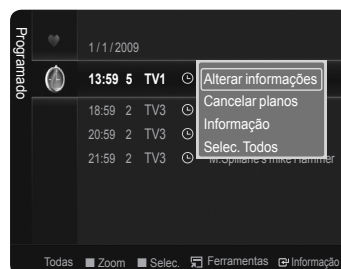 Programado
1 / 1 / 2009
13:59 5 TV1 Alterar informações
Cancelar planos
18:59 2 TV3
Informação
20:59 2 TV3
Selec. Todos
21:59 2 TV3 M.Spillane's mike Hammer
Todas Zoom Selec. Ferramentas Informação